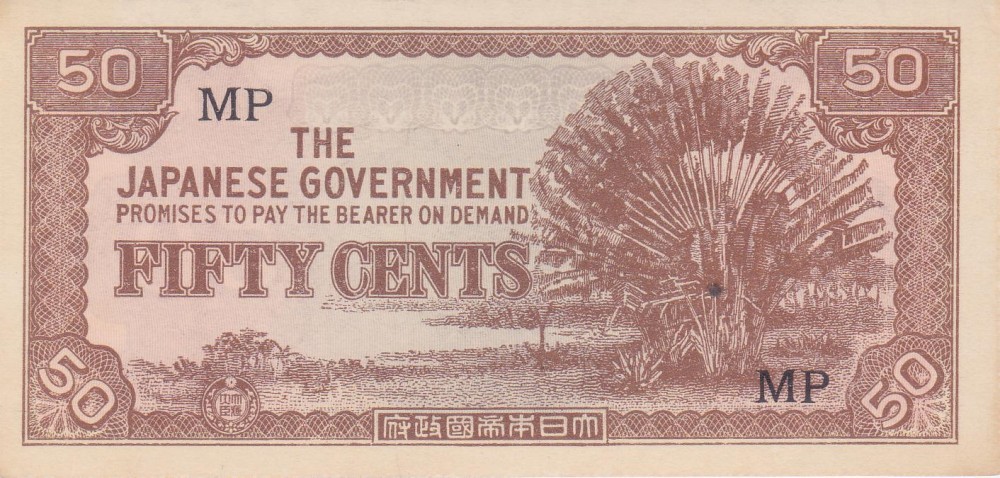 50
50
MP
THE
JAPANESE GOVERNMENT
PROMISES TO PAY THE BEARER ON DEMAND
FIFTY CENTS
50
MP
50
大日本帝國政府